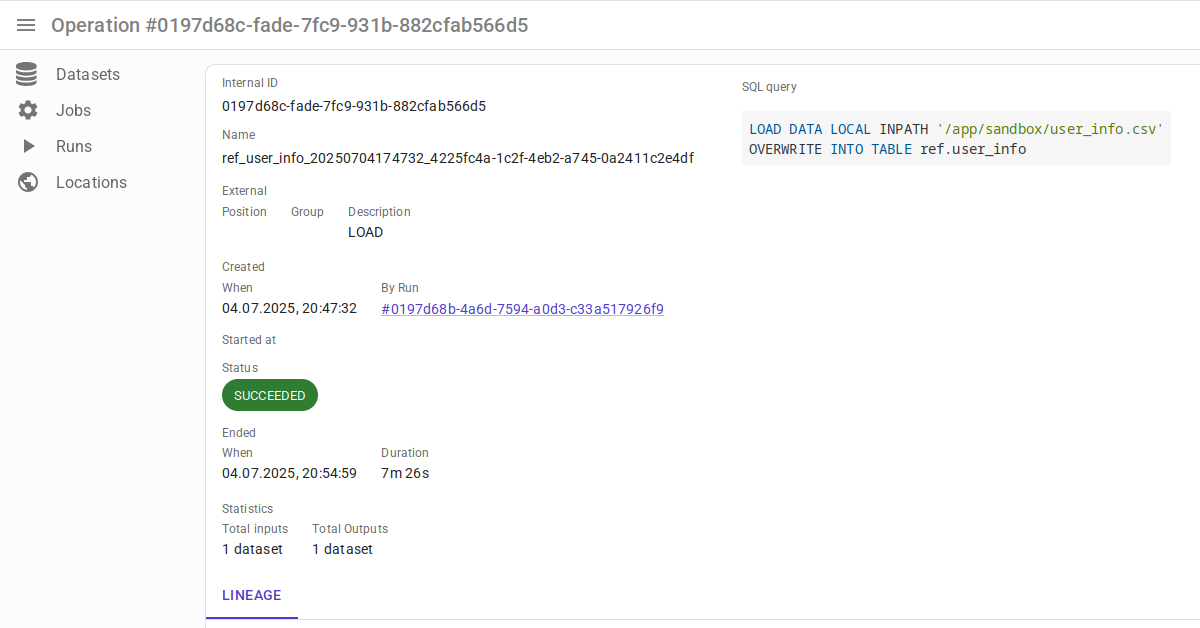 Operation #0197d68c-fade-7fc9-931b-882cfab566d5
Datasets
Jobs
Runs
Locations
Internal ID
0197d68c-fade-7fc9-931b-882cfab566d5
Name
ref_user_info_20250704174732_4225fc4a-1c2f-4eb2-a745-0a2411c2e4df
External
Position Group Description
LOAD
Created
When By Run
04.07.2025, 20:47:32 #0197d68b-4a6d-7594-a0d3-c33a517926f9
Started at
Status
SUCCEEDED
Ended
When Duration
04.07.2025, 20:54:59 7m 26s
Statistics
Total inputs Total Outputs
1 dataset 1 dataset
LINEAGE
SQL query
LOAD DATA LOCAL INPATH '/app/sandbox/user_info.csv'
OVERWRITE INTO TABLE ref.user_info